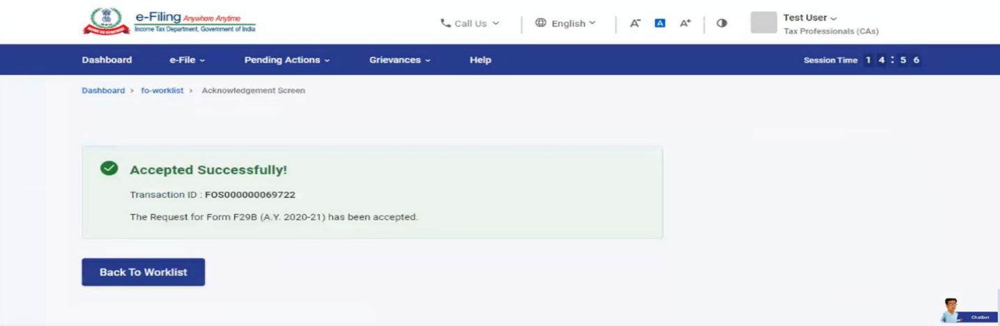 e-Filing Anywhere Anytime
Income Tax Department, Government of India
Call Us
English
A-
A
A+
Test User
Tax Professionals (CAs)
Dashboard
e-File
Pending Actions
Grievances
Help
Session Time 1 4 : 5 6
Dashboard > fo-worklist > Acknowledgement Screen
Accepted Successfully!
Transaction ID : FOS000000069722
The Request for Form F29B (A.Y. 2020-21) has been accepted.
Back To Worklist
Chatbot